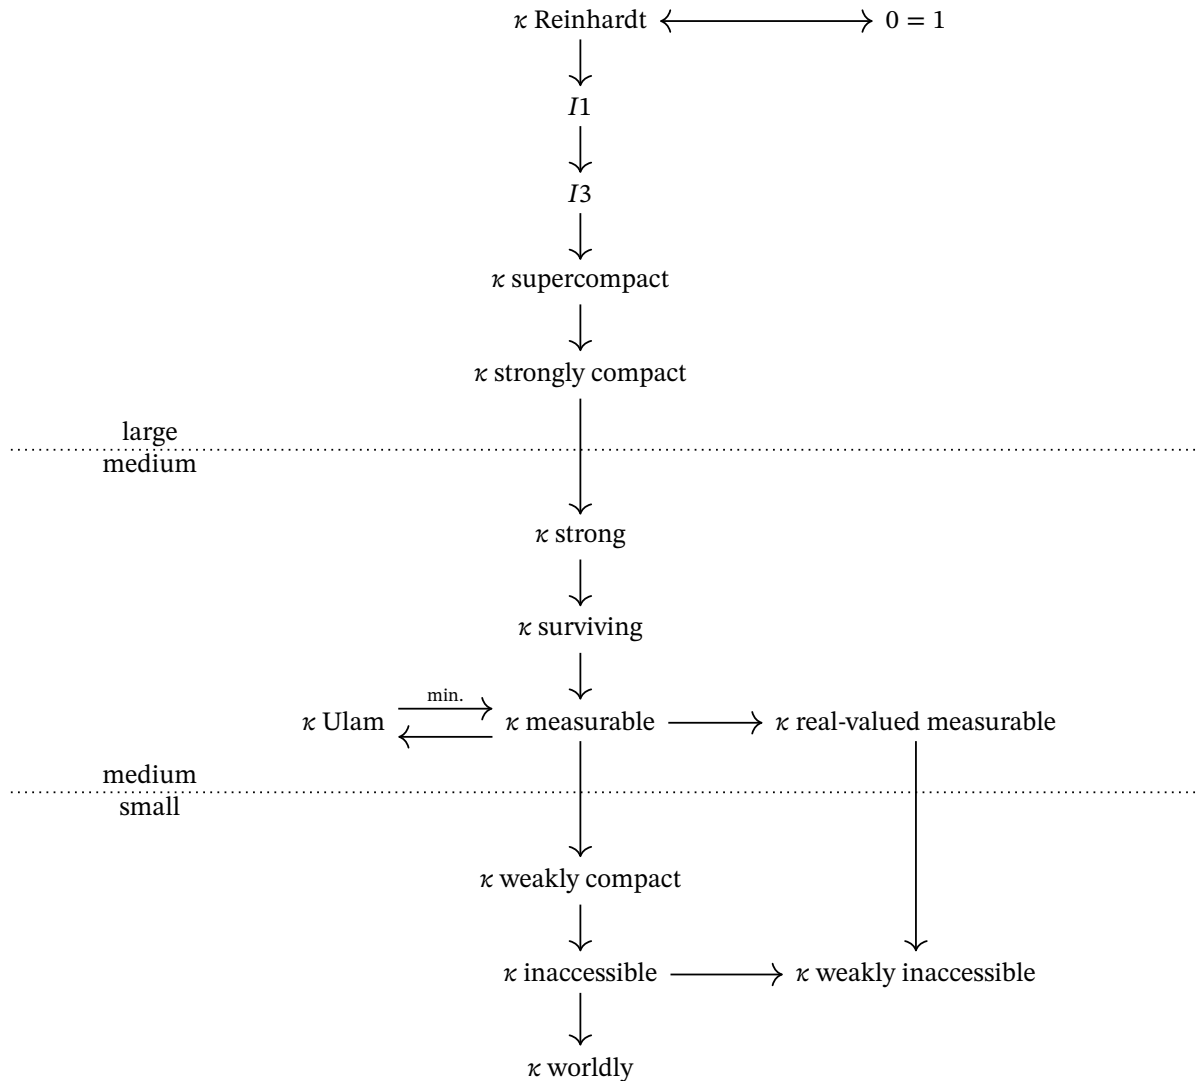 κ Reinhardt
0 = 1
I1
I3
κ supercompact
κ strongly compact
large
medium
κ strong
κ surviving
min.
κ Ulam
κ measurable
κ real-valued measurable
medium
small
κ weakly compact
κ inaccessible
κ weakly inaccessible
κ worldly